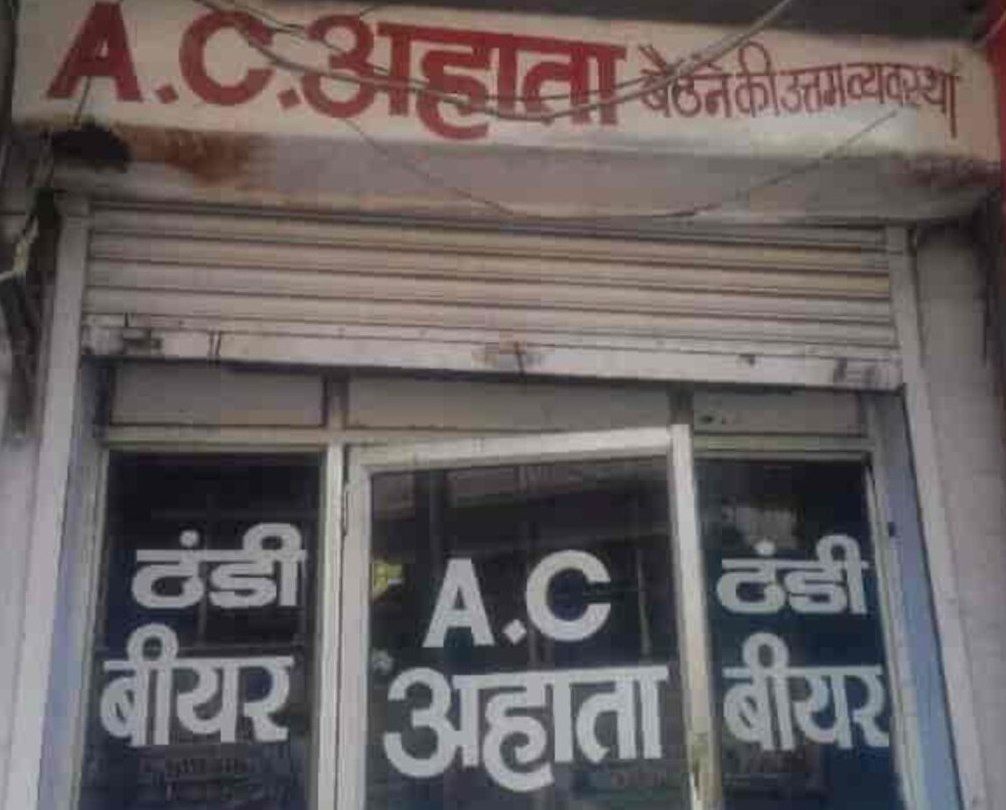 A.C. अहाता बैठने की उत्तम व्यवस्था
ठंडी
बीयर
A.C
अहाता
ठंडी
बीयर